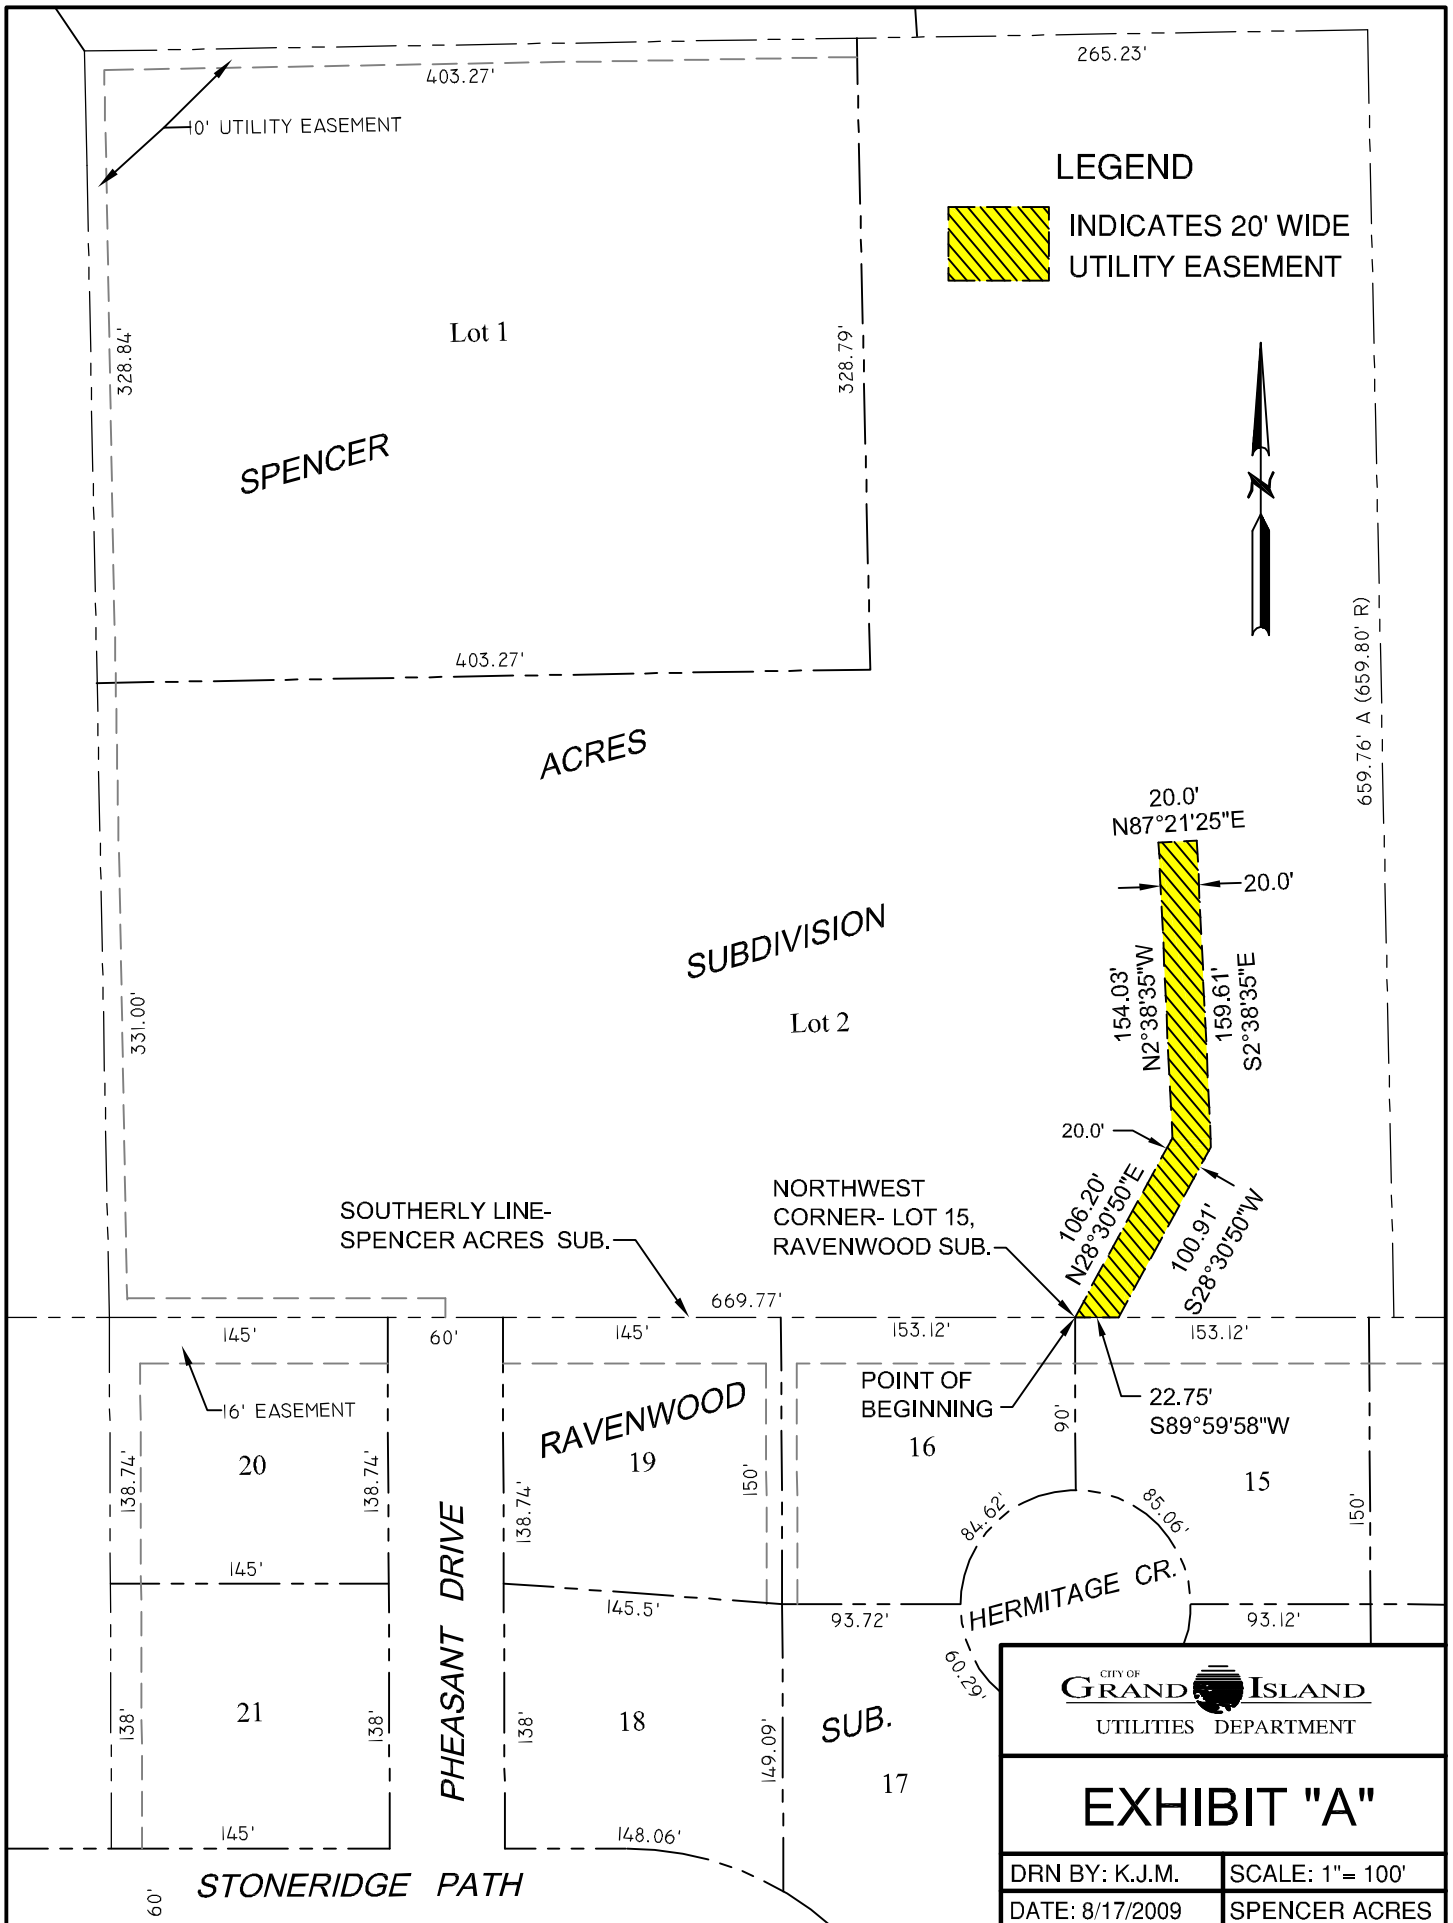 265.23'
403.27'
10' UTILITY EASEMENT
LEGEND
INDICATES 20' WIDE
UTILITY EASEMENT
Lot 1
328.84'
328.79'
SPENCER
N
659.76' A (659.80' R)
403.27'
ACRES
20.0'
N87°21'25"E
20.0'
SUBDIVISION
154.03'
N2°38'35"W
159.61'
S2°38'35"E
331.00'
Lot 2
20.0'
106.20'
N28°30'50"E
100.91'
S28°30'50"W
SOUTHERLY LINE-
SPENCER ACRES SUB.
NORTHWEST
CORNER- LOT 15,
RAVENWOOD SUB.
669.77'
145'
60'
145'
153.12'
153.12'
POINT OF
BEGINNING
22.75'
S89°59'58"W
16' EASEMENT
RAVENWOOD
90'
20
19
16
15
138.74'
138.74'
138.74'
150'
150'
84.62'
85.06'
HERMITAGE CR.
145'
145.5'
93.72'
93.12'
60.29'
PHEASANT DRIVE
21
18
SUB.
17
138'
138'
138'
149.09'
145'
148.06'
STONERIDGE PATH
60'
CITY OF
GRAND ISLAND
UTILITIES DEPARTMENT
EXHIBIT "A"
DRN BY: K.J.M.
SCALE: 1"= 100'
DATE: 8/17/2009
SPENCER ACRES